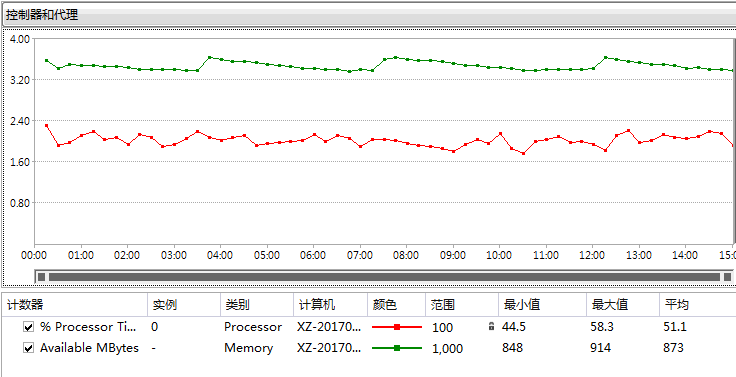 控制器和代理
4.00
3.20
2.40
1.60
0.80
00:00 01:00 02:00 03:00 04:00 05:00 06:00 07:00 08:00 09:00 10:00 11:00 12:00 13:00 14:00 15:0
计数器 实例 类别 计算机 颜色 范围 最小值 最大值 平均
% Processor Ti... 0 Processor XZ-20170... 100 44.5 58.3 51.1
Available MBytes - Memory XZ-20170... 1,000 848 914 873